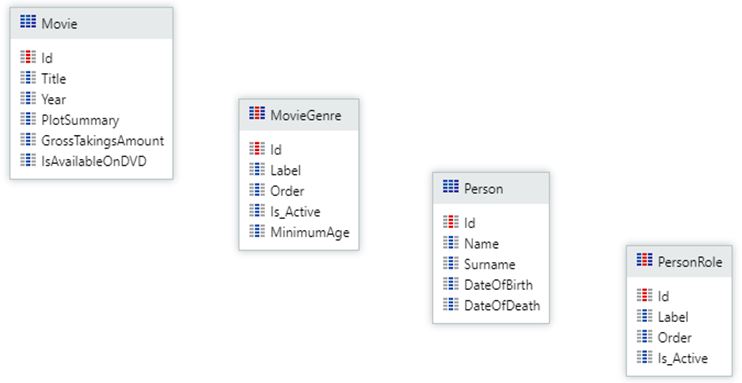 Movie
Id
Title
Year
PlotSummary
GrossTakingsAmount
IsAvailableOnDVD
MovieGenre
Id
Label
Order
Is_Active
MinimumAge
Person
Id
Name
Surname
DateOfBirth
DateOfDeath
PersonRole
Id
Label
Order
Is_Active